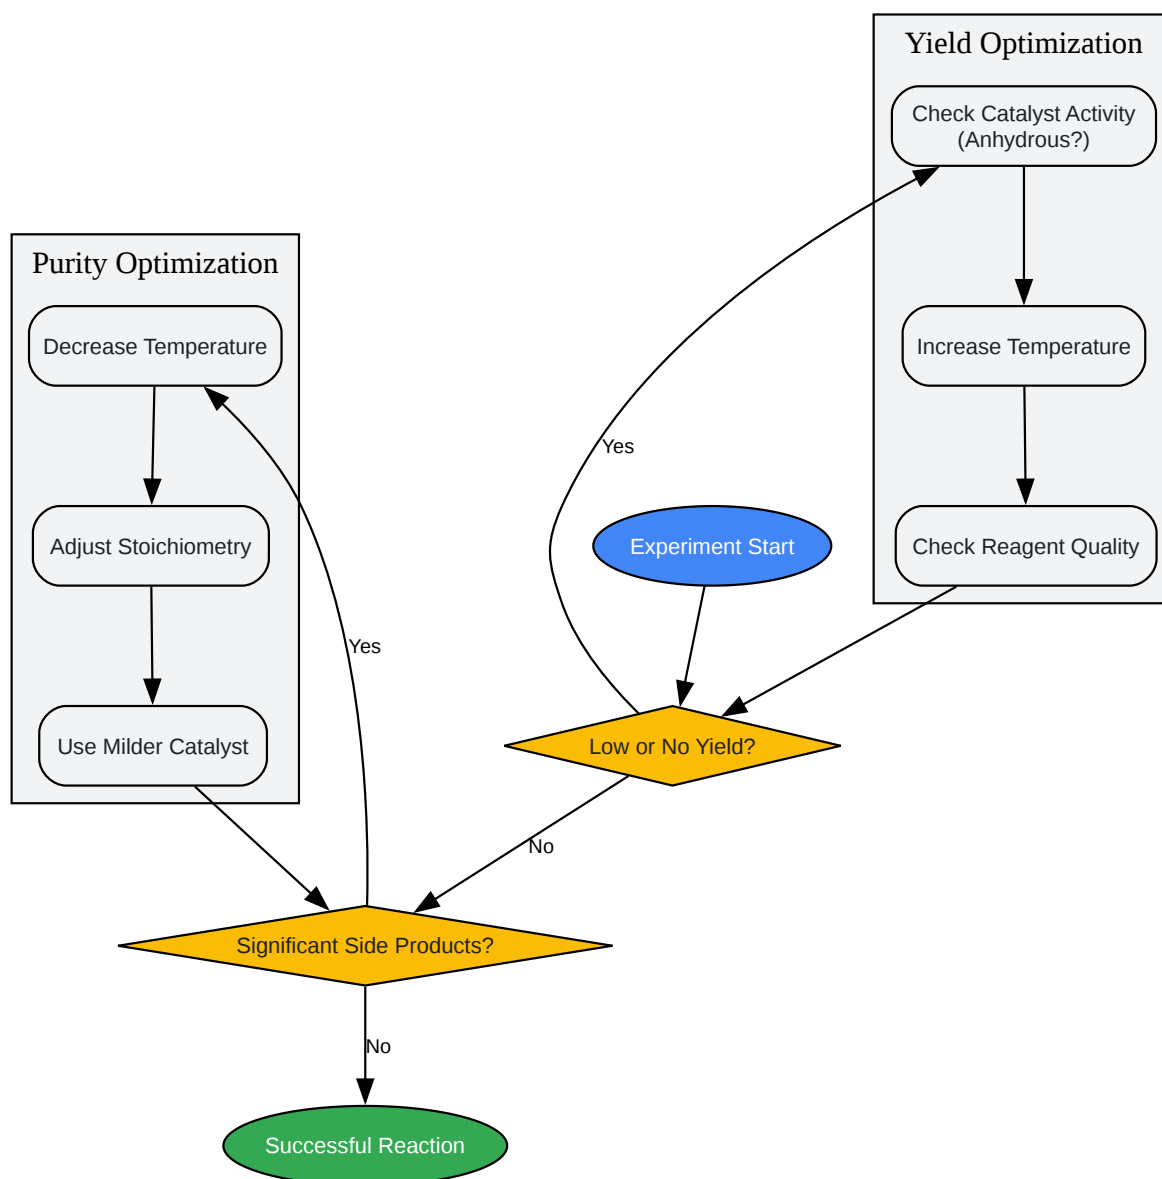 Yield Optimization
Check Catalyst Activity
(Anhydrous?)
Purity Optimization
Decrease Temperature
Increase Temperature
Yes
Experiment Start
Adjust Stoichiometry
Check Reagent Quality
Yes
Use Milder Catalyst
Low or No Yield?
No
Significant Side Products?
No
Successful Reaction